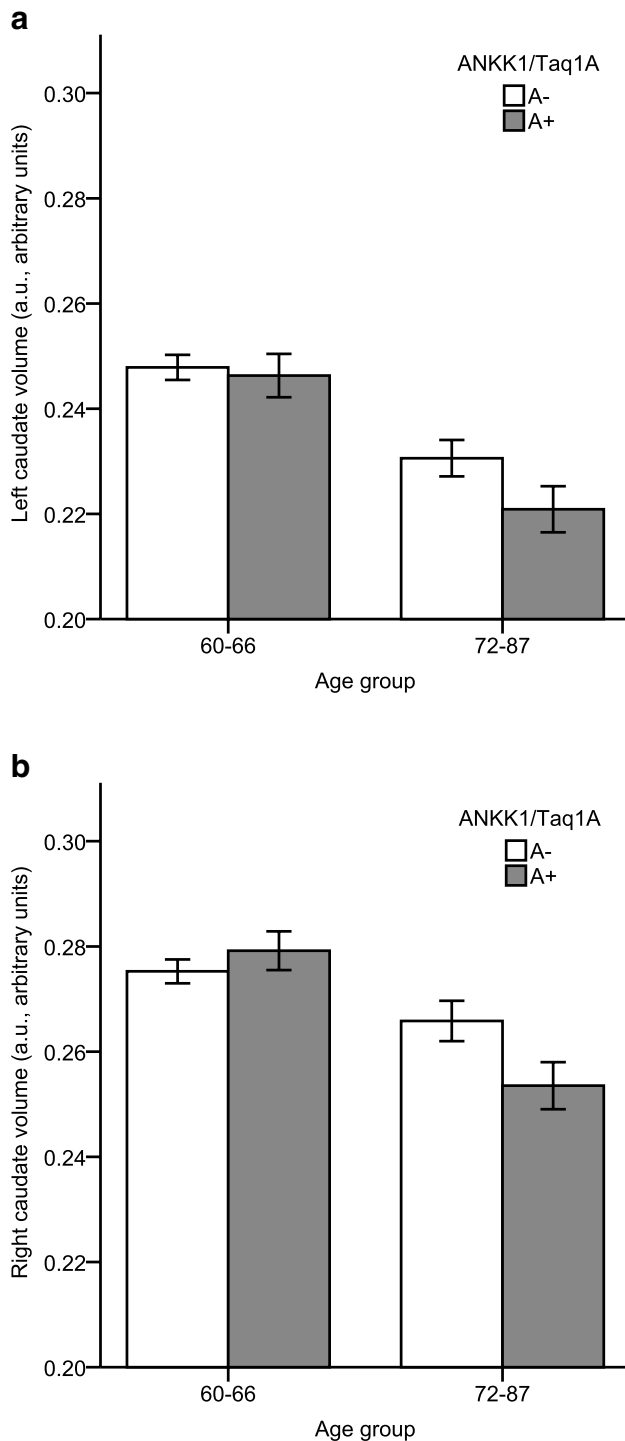 a
ANKK1/Taq1A
A-
A+
Left caudate volume (a.u., arbitrary units)
0.30
0.28
0.26
0.24
0.22
0.20
60-66
72-87
Age group
b
ANKK1/Taq1A
A-
A+
Right caudate volume (a.u., arbitrary units)
0.30
0.28
0.26
0.24
0.22
0.20
60-66
72-87
Age group